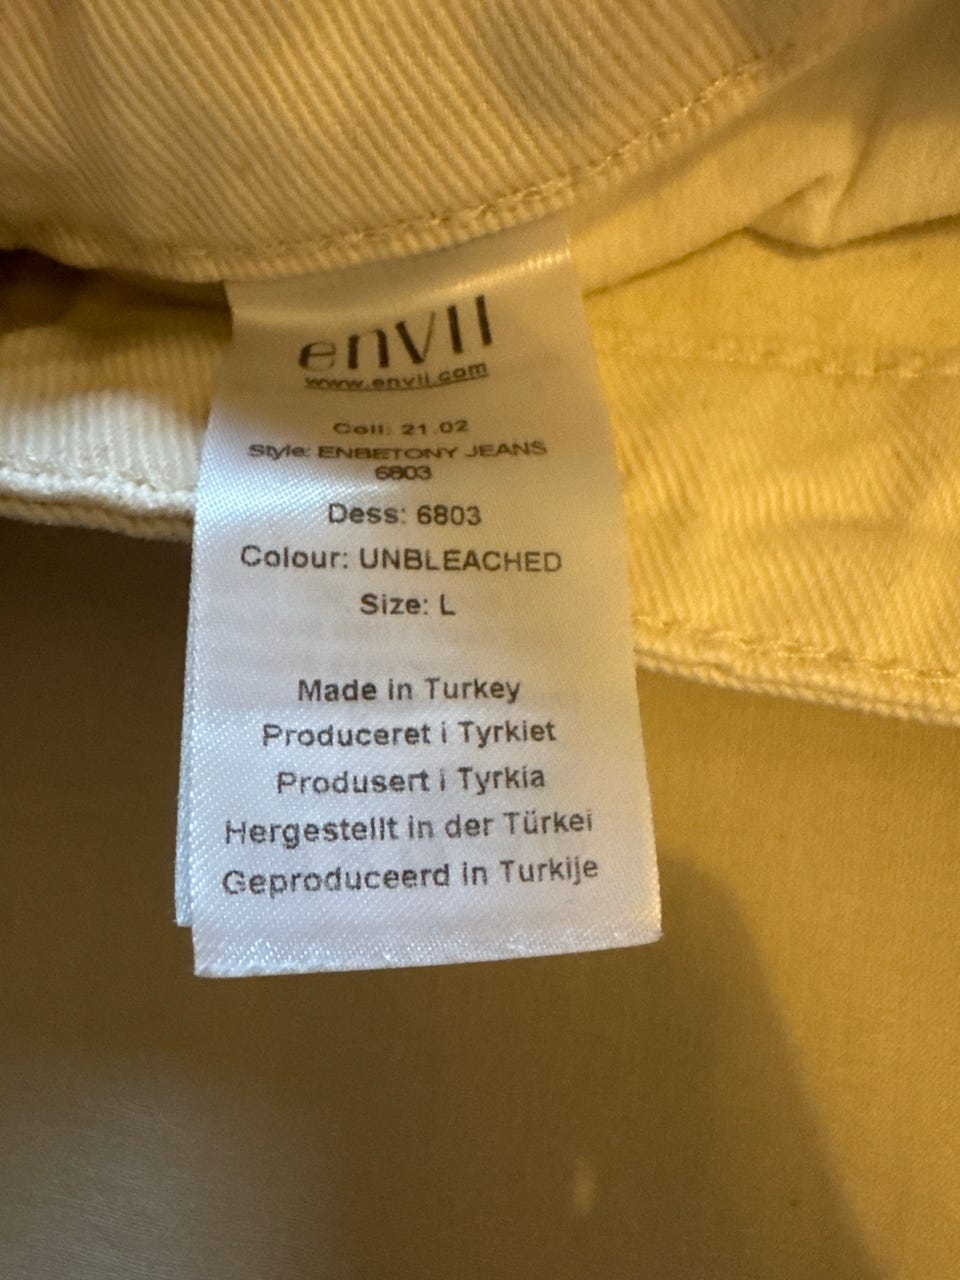 envii
www.envii.com
Coll: 21.02
Style: ENBETONY JEANS
6803
Dess: 6803
Colour: UNBLEACHED
Size: L
Made in Turkey
Produceret i Tyrkiet
Produsert i Tyrkia
Hergestellt in der Türkei
Geproduceerd in Turkije